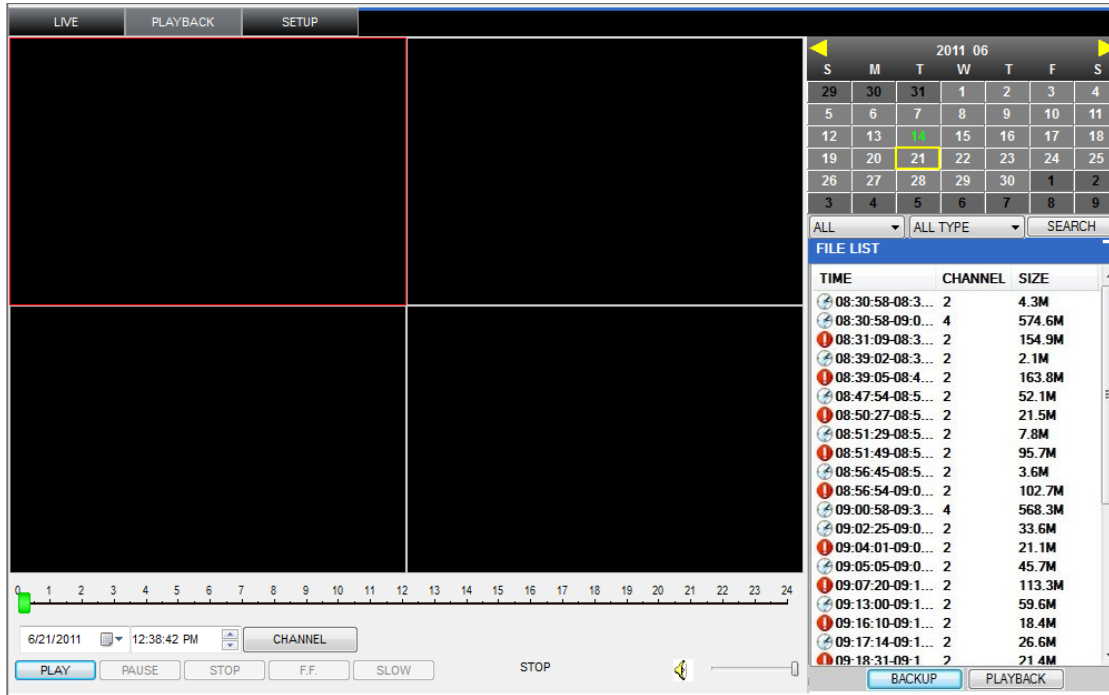 LIVE PLAYBACK SETUP
2011 06
S M T W T F S
29 30 31 1 2 3 4
5 6 7 8 9 10 11
12 13 14 15 16 17 18
19 20 21 22 23 24 25
26 27 28 29 30 1 2
3 4 5 6 7 8 9
ALL ALL TYPE SEARCH
FILE LIST
TIME CHANNEL SIZE
08:30:58-08:3... 2 4.3M
08:30:58-09:0... 4 574.6M
08:31:09-08:3... 2 154.9M
08:39:02-08:3... 2 2.1M
08:39:05-08:4... 2 163.8M
08:47:54-08:5... 2 52.1M
08:50:27-08:5... 2 21.5M
08:51:29-08:5... 2 7.8M
08:51:49-08:5... 2 95.7M
08:56:45-08:5... 2 3.6M
08:56:54-09:0... 2 102.7M
09:00:58-09:3... 4 568.3M
09:02:25-09:0... 2 33.6M
09:04:01-09:0... 2 21.1M
09:05:05-09:0... 2 45.7M
09:07:20-09:1... 2 113.3M
09:13:00-09:1... 2 59.6M
09:16:10-09:1... 2 18.4M
09:17:14-09:1... 2 26.6M
09:18:31-09:1 2 21.4M
BACKUP PLAYBACK
0 1 2 3 4 5 6 7 8 9 10 11 12 13 14 15 16 17 18 19 20 21 22 23 24
6/21/2011 12:38:42 PM CHANNEL
PLAY PAUSE STOP F.F. SLOW STOP